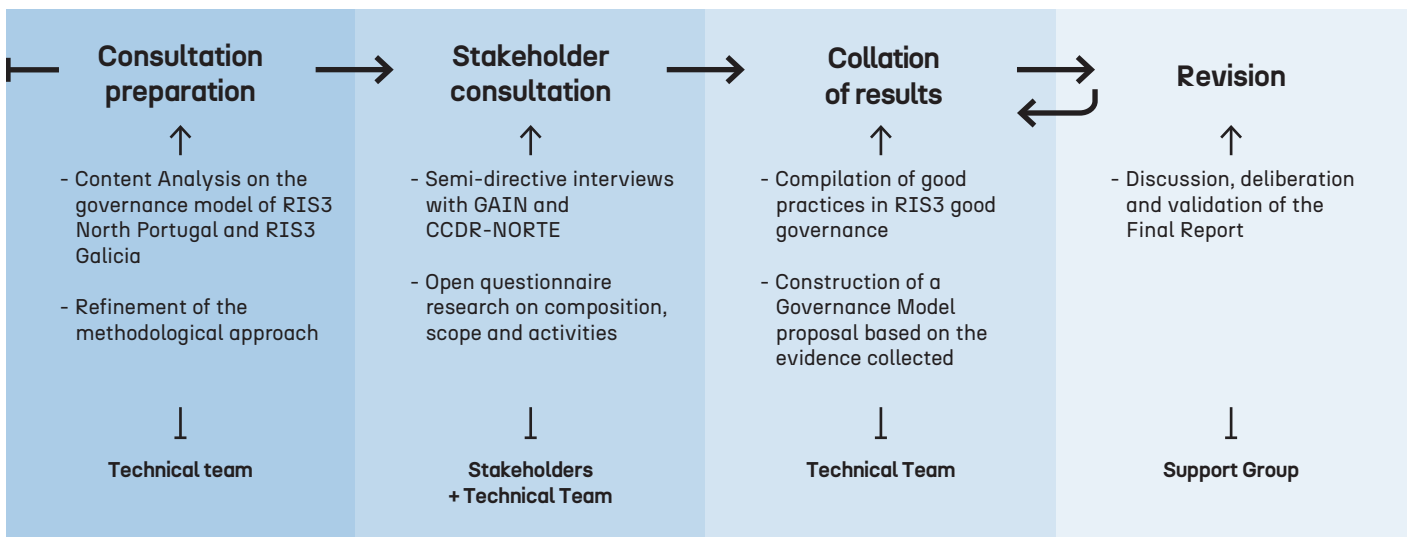 Consultation
preparation
- Content Analysis on the
governance model of RIS3
North Portugal and RIS3
Galicia
- Refinement of the
methodological approach
Technical team
Stakeholder
consultation
- Semi-directive interviews
with GAIN and
CCDR-NORTE
- Open questionnaire
research on composition,
scope and activities
Stakeholders
+ Technical Team
Collation
of results
- Compilation of good
practices in RIS3 good
governance
- Construction of a
Governance Model
proposal based on the
evidence collected
Technical Team
Revision
- Discussion, deliberation
and validation of the
Final Report
Support Group